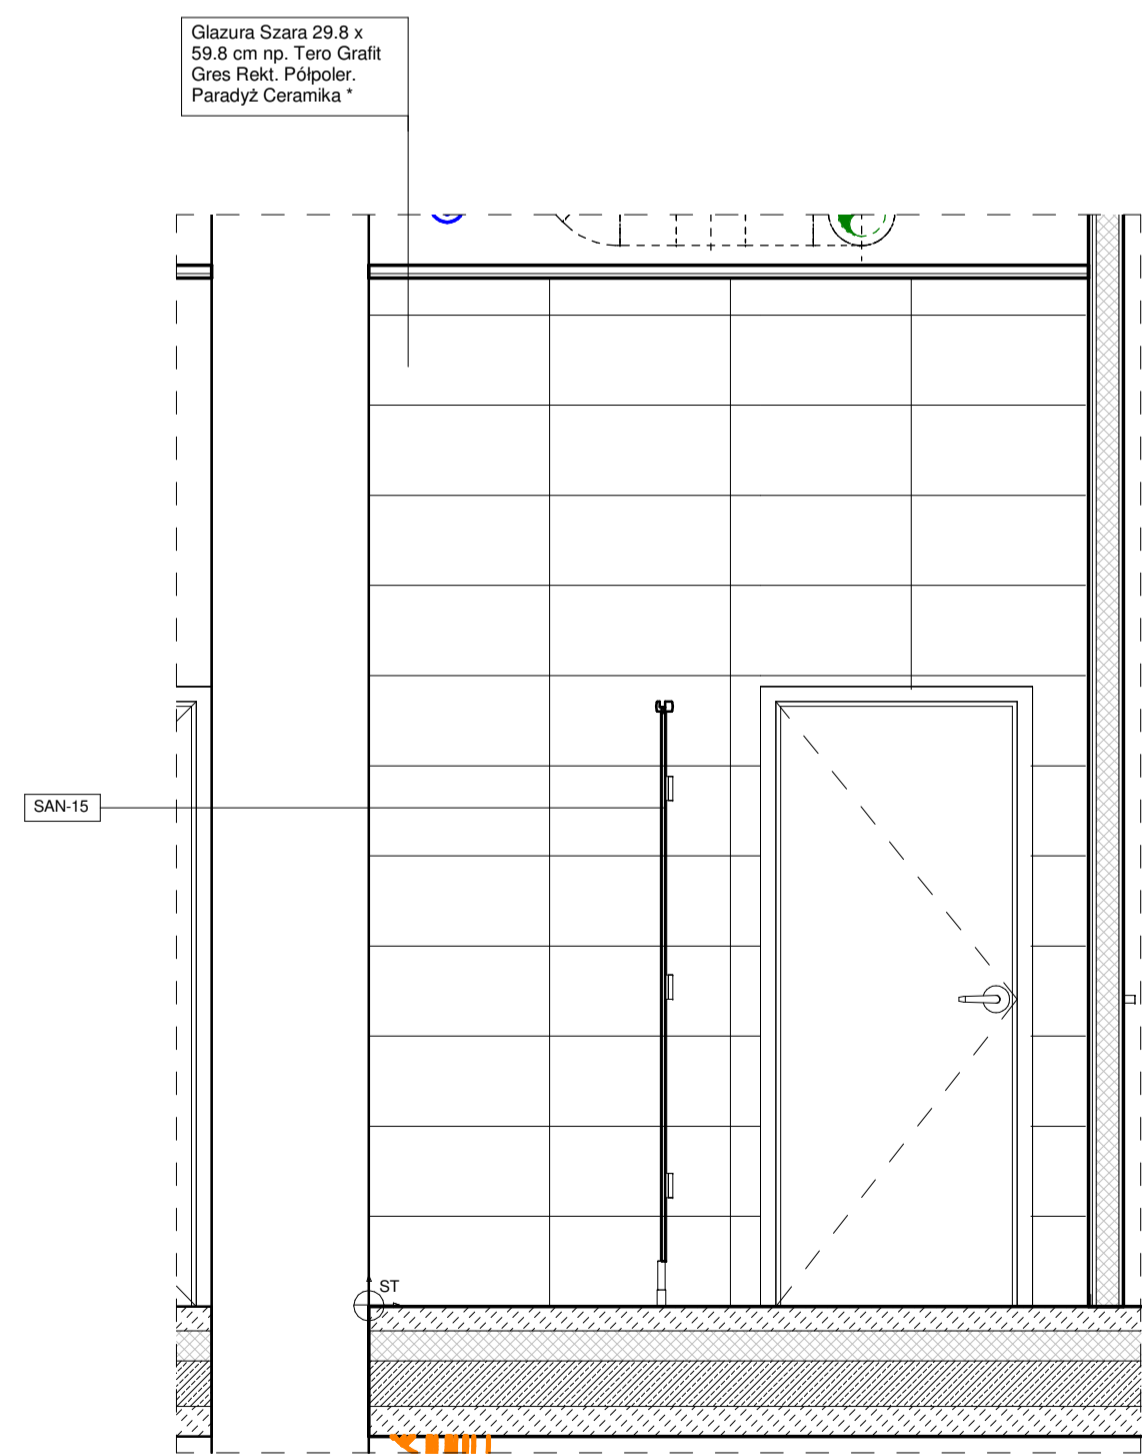 Glazura Szara 29.8 x
59.8 cm np. Tero Grafit
Gres Rekt. Półpoler.
Paradyż Ceramika *
SAN-15
ST